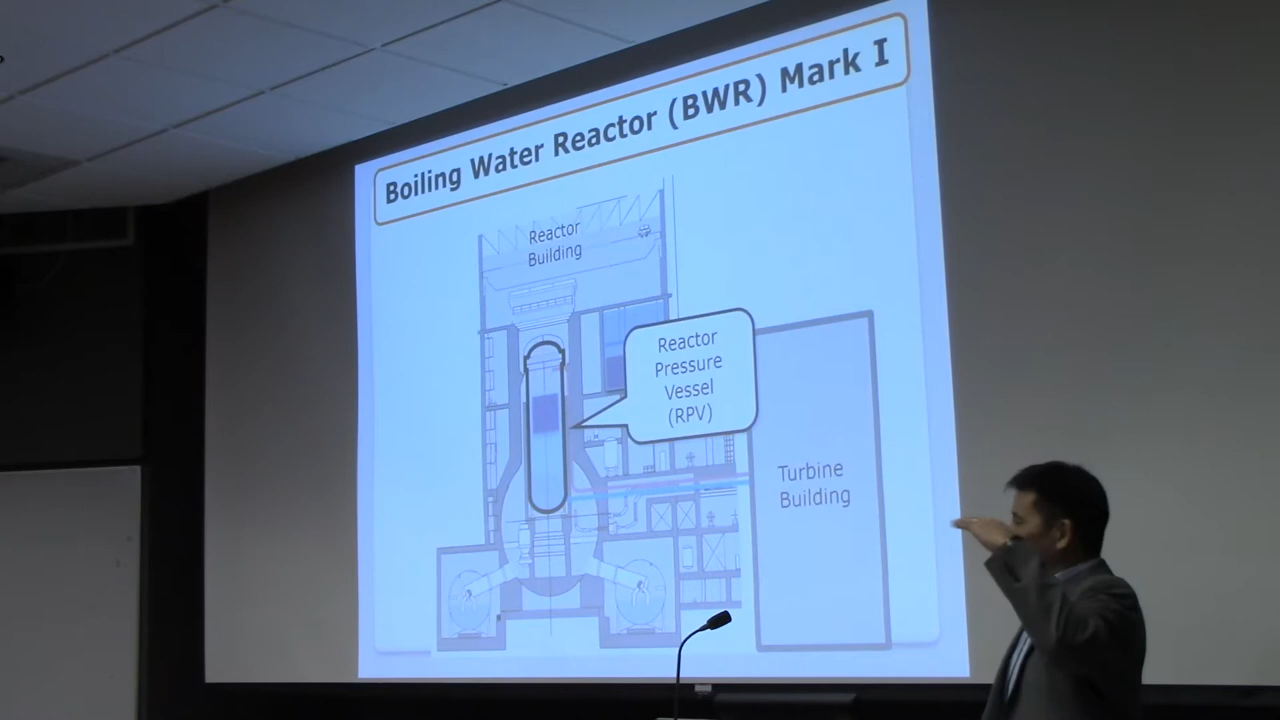 Boiling Water Reactor (BWR) Mark I
Reactor
Building
Reactor
Pressure
Vessel
(RPV)
Turbine
Building